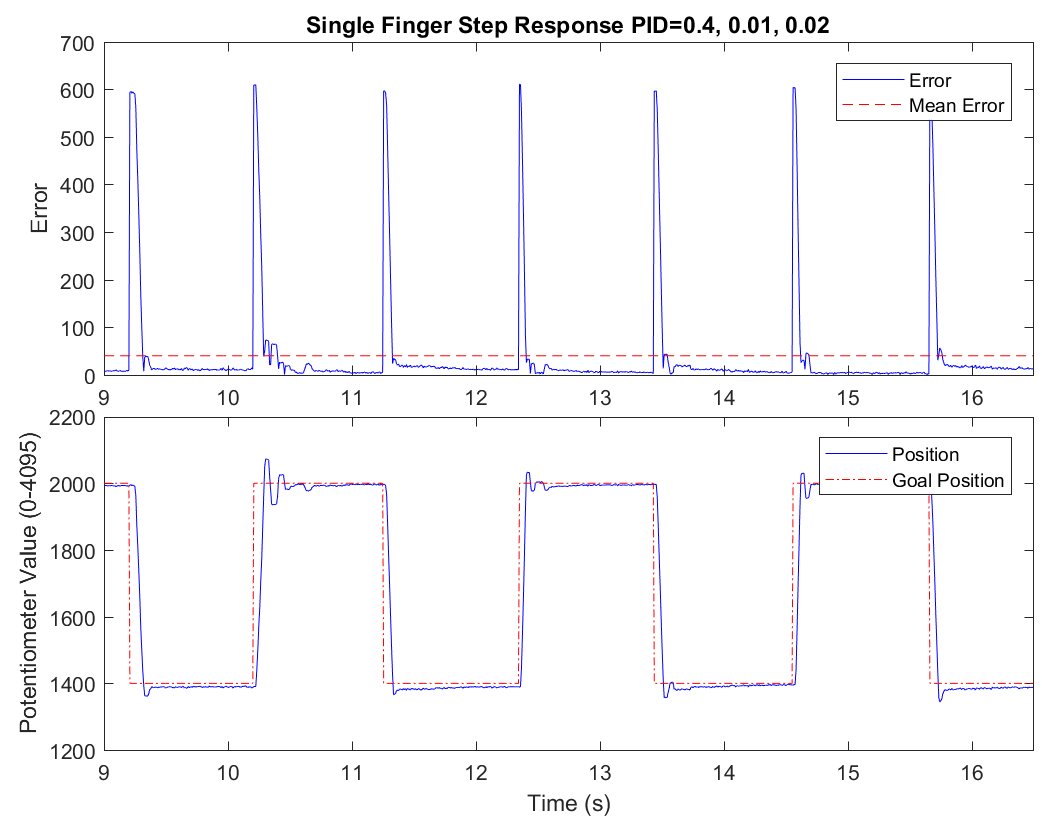 Single Finger Step Response PID=0.4, 0.01, 0.02
700
600
500
400
300
200
100
0
Error
Error
Mean Error
9 10 11 12 13 14 15 16
2200
2000
1800
1600
1400
1200
Potentiometer Value (0-4095)
Position
Goal Position
9 10 11 12 13 14 15 16
Time (s)